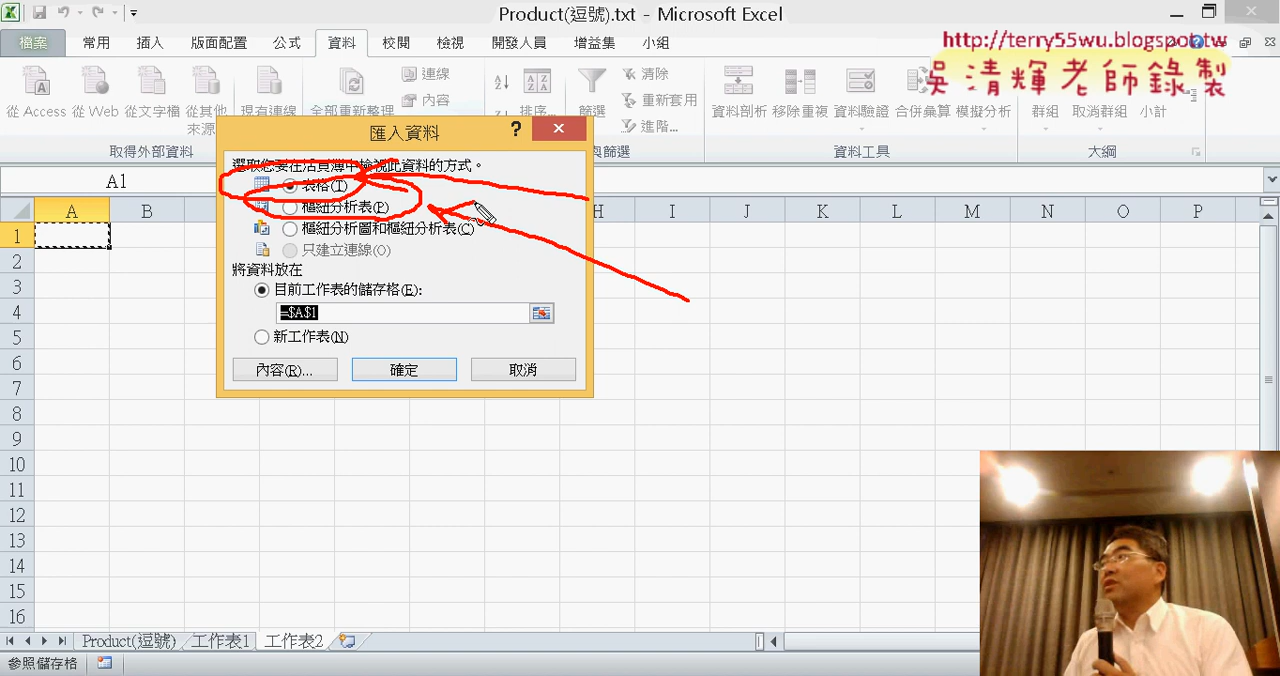 Product(逗號).txt - Microsoft Excel
檔案 常用 插入 版面配置 公式 資料 校閱 檢視 開發人員 增益集 小組
http://terry55wu.blogspot.tw
吳清輝老師錄製
從 Access 從 Web 從文字檔 從其他來源 現有連線 全部重新整理
連線
內容
排序...
篩選
清除
重新套用
進階...
資料剖析 移除重複 資料驗證 合併彙算 模擬分析 群組 取消群組 小計
取得外部資料 資料工具 大綱
A1
匯入資料
選取您要在活頁簿中檢視此資料的方式。
表格(T)
樞紐分析表(P)
樞紐分析圖和樞紐分析表(C)
只建立連線(O)
將資料放在
目前工作表的儲存格(E):
=$A$1
新工作表(N)
內容(R)... 確定 取消
A B H I J K L M N O P
1
2
3
4
5
6
7
8
9
10
11
12
13
14
15
16
Product(逗號) 工作表1 工作表2
參照儲存格